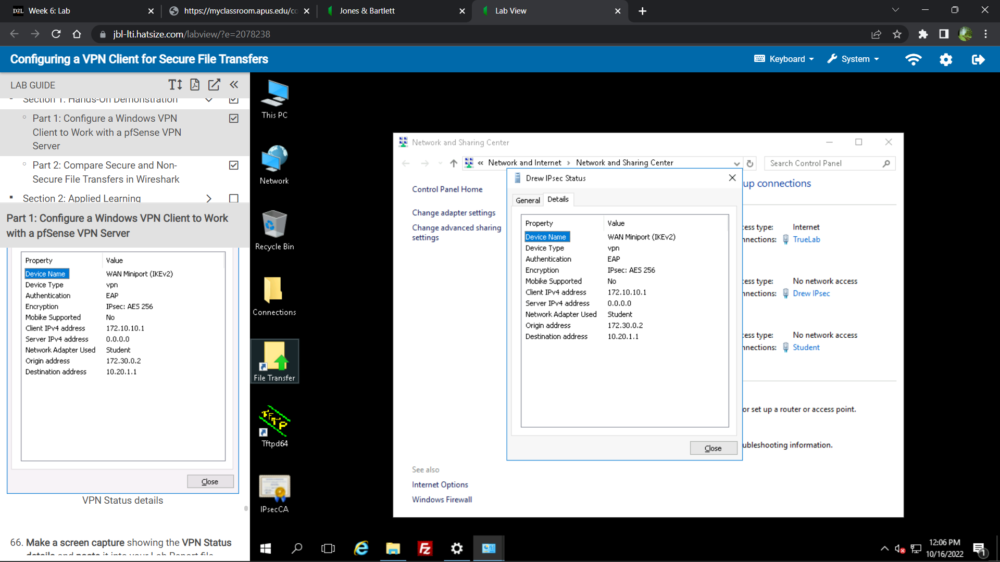 D2L Week 6: Lab
https://myclassroom.apus.edu/co
Jones & Bartlett
Lab View
jbl-lti.hatsize.com/labview/?e=2078238
Configuring a VPN Client for Secure File Transfers
Keyboard
System
LAB GUIDE
Section 1: Hands-On Demonstration
Part 1: Configure a Windows VPN
Client to Work with a pfSense VPN
Server
Part 2: Compare Secure and Non-
Secure File Transfers in Wireshark
Section 2: Applied Learning
Part 1: Configure a Windows VPN Client to Work
with a pfSense VPN Server
Property Value
Device Name WAN Miniport (IKEv2)
Device Type vpn
Authentication EAP
Encryption IPsec: AES 256
Mobike Supported No
Client IPv4 address 172.10.10.1
Server IPv4 address 0.0.0.0
Network Adapter Used Student
Origin address 172.30.0.2
Destination address 10.20.1.1
Close
VPN Status details
66. Make a screen capture showing the VPN Status
details and paste it into your Lab Report file
This PC
Network
Recycle Bin
Connections
File Transfer
TFTP
Tftpd64
IPsecCA
Network and Sharing Center
« Network and Internet › Network and Sharing Center
Search Control Panel
Control Panel Home
Change adapter settings
Change advanced sharing
settings
See also
Internet Options
Windows Firewall
Drew IPsec Status
General
Details
Property Value
Device Name WAN Miniport (IKEv2)
Device Type vpn
Authentication EAP
Encryption IPsec: AES 256
Mobike Supported No
Client IPv4 address 172.10.10.1
Server IPv4 address 0.0.0.0
Network Adapter Used Student
Origin address 172.30.0.2
Destination address 10.20.1.1
Close
up connections
ess type: Internet
nnections: TrueLab
ess type: No network access
nnections: Drew IPsec
ess type: No network access
nnections: Student
or set up a router or access point.
ubleshooting information.
Fz
12:06 PM
10/16/2022
1